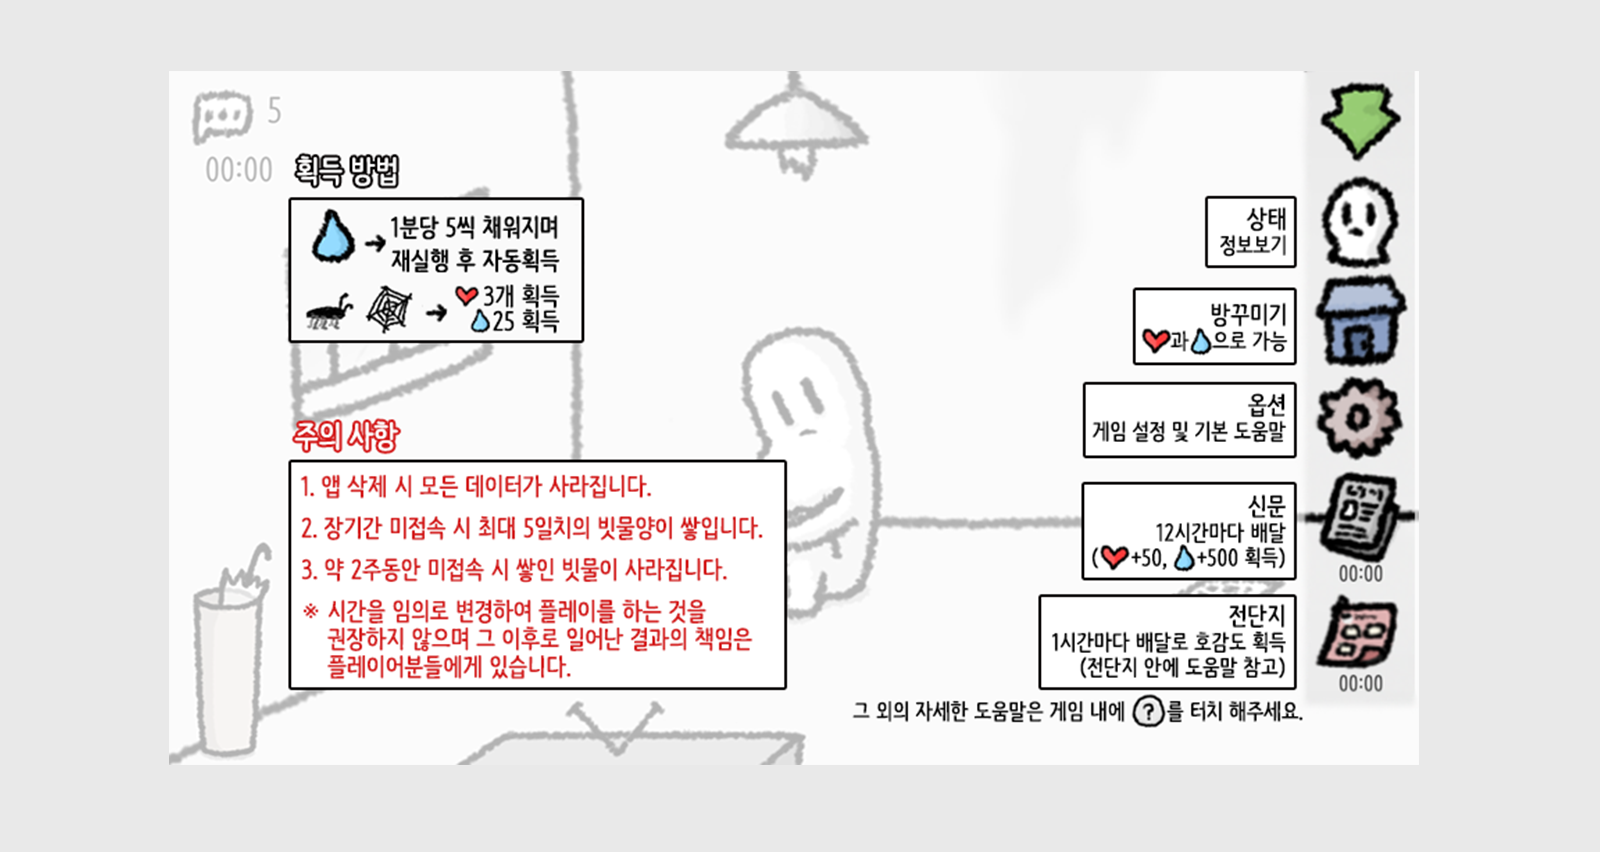 5
00:00
획득 방법
1분당 5씩 채워지며
재실행 후 자동획득
3개 획득
25 획득
주의 사항
1. 앱 삭제 시 모든 데이터가 사라집니다.
2. 장기간 미접속 시 최대 5일치의 빗물양이 쌓입니다.
3. 약 2주동안 미접속 시 쌓인 빗물이 사라집니다.
※ 시간을 임의로 변경하여 플레이를 하는 것을
권장하지 않으며 그 이후로 일어난 결과의 책임은
플레이어분들에게 있습니다.
상태
정보보기
방꾸미기
과 으로 가능
옵션
게임 설정 및 기본 도움말
신문
12시간마다 배달
( +50, +500 획득)
00:00
전단지
1시간마다 배달로 호감도 획득
(전단지 안에 도움말 참고)
00:00
그 외의 자세한 도움말은 게임 내에 ?를 터치 해주세요.